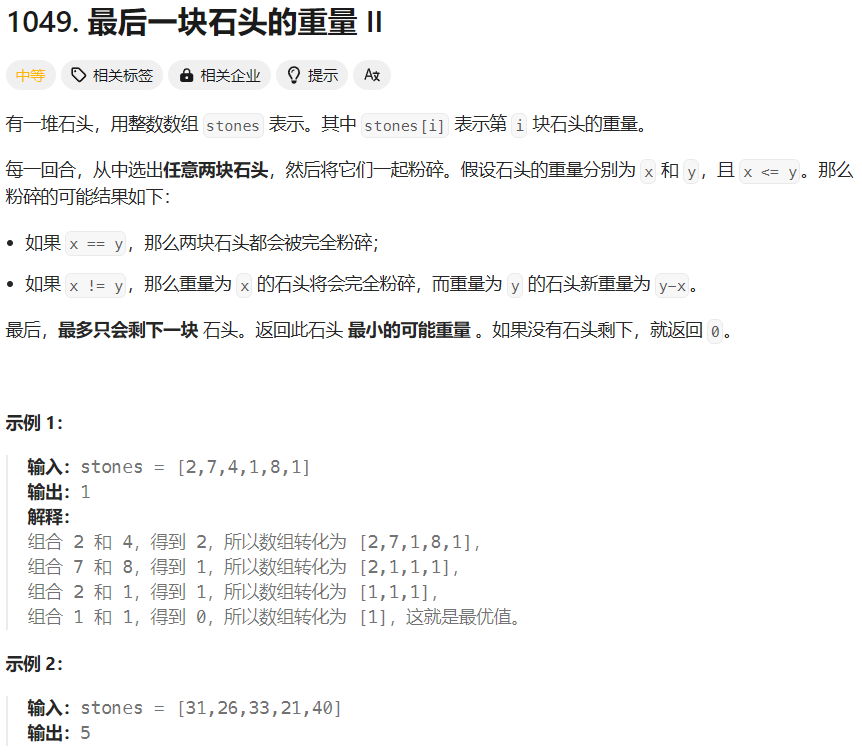 1049. 最后一块石头的重量 II
中等 相关标签 相关企业 提示 Aあ
有一堆石头，用整数数组 stones 表示。其中 stones[i] 表示第 i 块石头的重量。
每一回合，从中选出任意两块石头，然后将它们一起粉碎。假设石头的重量分别为 x 和 y，且 x <= y。那么
粉碎的可能结果如下：
• 如果 x == y，那么两块石头都会被完全粉碎；
• 如果 x != y，那么重量为 x 的石头将会完全粉碎，而重量为 y 的石头新重量为 y-x。
最后，最多只会剩下一块 石头。返回此石头 最小的可能重量 。如果没有石头剩下，就返回 0。
示例 1：
输入：stones = [2,7,4,1,8,1]
输出：1
解释：
组合 2 和 4，得到 2，所以数组转化为 [2,7,1,8,1]，
组合 7 和 8，得到 1，所以数组转化为 [2,1,1,1]，
组合 2 和 1，得到 1，所以数组转化为 [1,1,1]，
组合 1 和 1，得到 0，所以数组转化为 [1]，这就是最优值。
示例 2：
输入：stones = [31,26,33,21,40]
输出：5